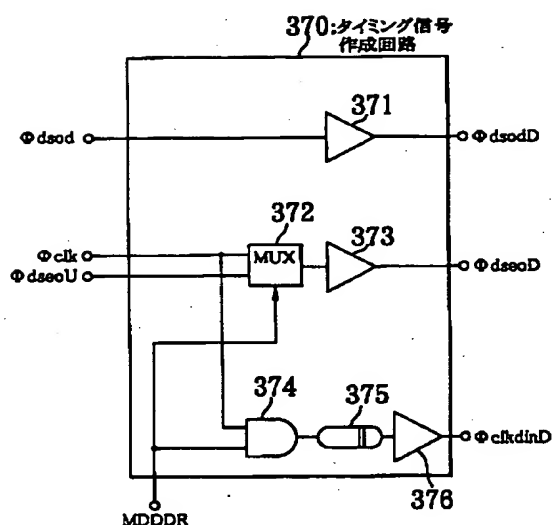 370:タイミング信号
作成回路
371
Φdsod
ΦdsodD
372
373
Φclk
ΦdseoU
MUX
ΦdseoD
374
375
ΦclkdinD
376
MDDDR